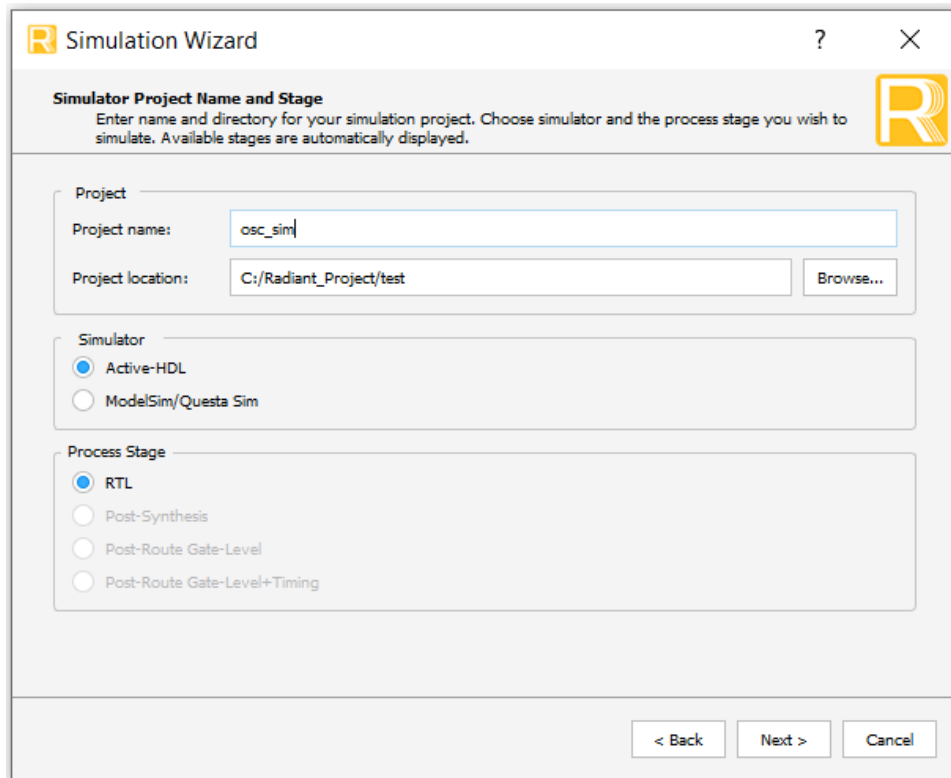 Simulation Wizard
?
Simulator Project Name and Stage
Enter name and directory for your simulation project. Choose simulator and the process stage you wish to
simulate. Available stages are automatically displayed.
Project
Project name: osc_sim
Project location: C:/Radiant_Project/test Browse...
Simulator
Active-HDL
ModelSim/Questa Sim
Process Stage
RTL
Post-Synthesis
Post-Route Gate-Level
Post-Route Gate-Level+Timing
< Back Next > Cancel